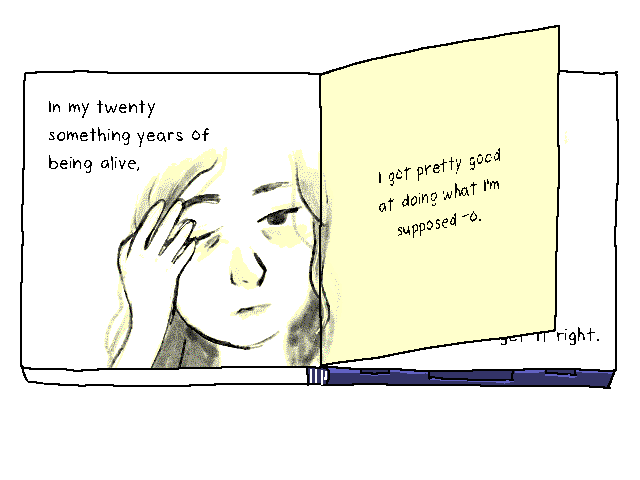 In my twenty
something years of
being alive,
I got pretty good
at doing what I'm
supposed to.
get it right.